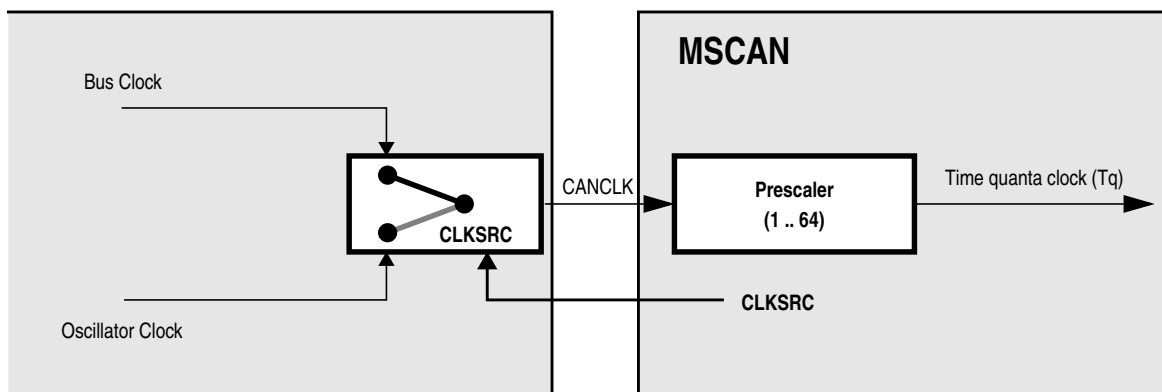 MSCAN
Bus Clock
CANCLK
Prescaler
(1 .. 64)
Time quanta clock (Tq)
CLKSRC
CLKSRC
Oscillator Clock